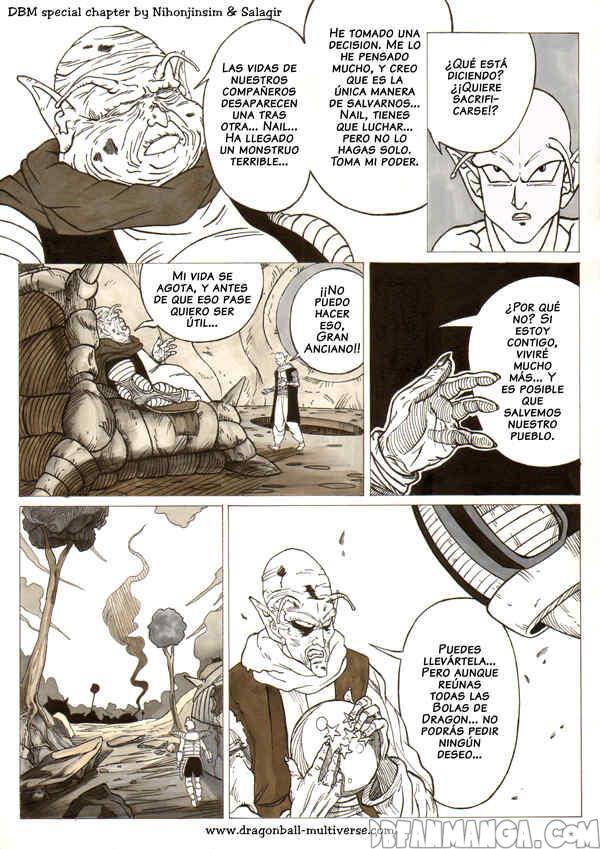 DBM special chapter by Nihonjinsim & Salagir
LAS VIDAS DE
NUESTROS
COMPAÑEROS
DESAPARECEN
UNA TRAS
OTRA... NAIL...
HA LLEGADO
UN MONSTRUO
TERRIBLE...
HE TOMADO UNA
DECISION. ME LO
HE PENSADO
MUCHO, Y CREO
QUE ES LA
ÚNICA MANERA
DE SALVARNOS...
NAIL, TIENES
QUE LUCHAR...
PERO NO LO
HAGAS SOLO.
TOMA MI PODER.
¿QUÉ ESTÁ
DICIENDO?
¿¡QUIERE
SACRIFI-
CARSE!?
MI VIDA SE
AGOTA, Y ANTES
DE QUE ESO PASE
QUIERO SER
ÚTIL...
¡¡NO
PUEDO
HACER
ESO,
GRAN
ANCIANO!!
¿POR QUÉ
NO? SI
ESTOY
CONTIGO,
VIVIRÉ
MUCHO
MÁS... Y
ES POSIBLE
QUE
SALVEMOS
NUESTRO
PUEBLO.
PUEDES
LLEVÁRTELA...
PERO AUNQUE
REÚNAS
TODAS LAS
BOLAS DE
DRAGON... NO
PODRÁS PEDIR
NINGÚN
DESEO...
www.dragonball-multiverse.com
DBFANMANGA.COM